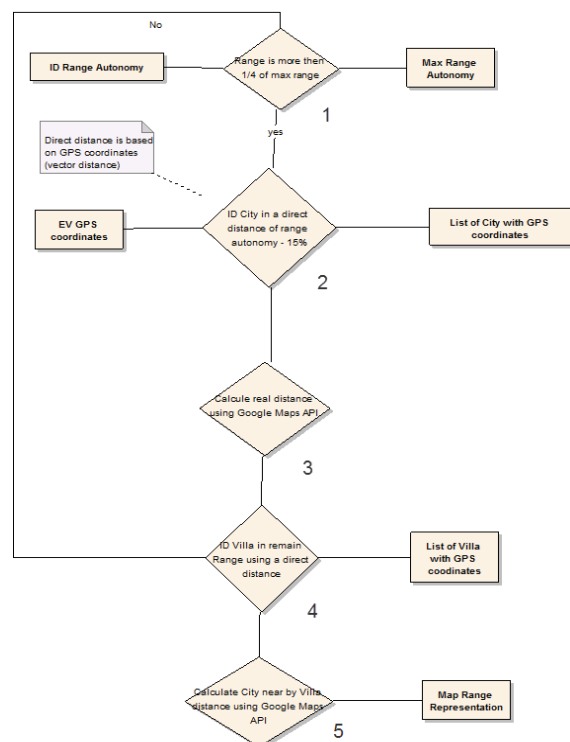 No
Range is more then
1/4 of max range
ID Range Autonomy
Max Range
Autonomy
1
yes
Direct distance is based
on GPS coordinates
(vector distance)
ID City in a direct
distance of range
autonomy - 15%
EV GPS
coordinates
List of City with GPS
coordinates
2
Calcule real distance
using Google Maps API
3
ID Villa in remain
Range using a direct
distance
List of Villa
with GPS
coodinates
4
Calculate City near by Villa
distance using Google Maps
API
Map Range
Representation
5